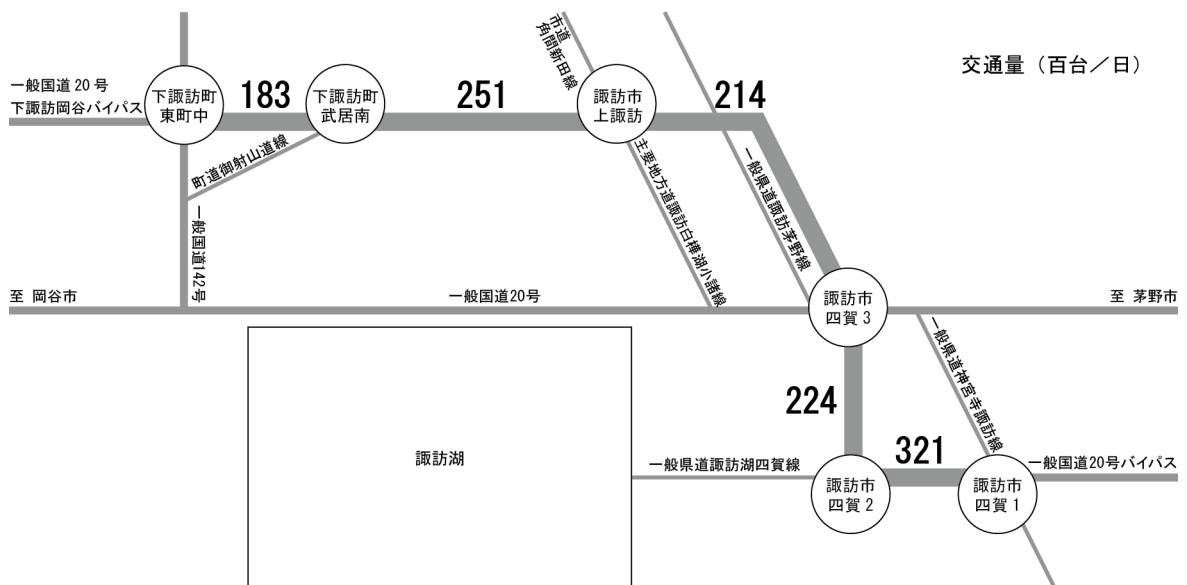 交通量（百台／日）
市道
角間新田線
一般国道20号
下諏訪岡谷バイパス
下諏訪町
東町中
183
下諏訪町
武居南
251
諏訪市
上諏訪
214
町道御射山道線
主要地方道諏訪白樺湖小諸線
一般県道諏訪茅野線
一般国道142号
至 岡谷市
一般国道20号
諏訪市
四賀3
至 茅野市
一般県道神宮寺諏訪線
224
321
諏訪湖
一般県道諏訪湖四賀線
諏訪市
四賀2
諏訪市
四賀1
一般国道20号バイパス